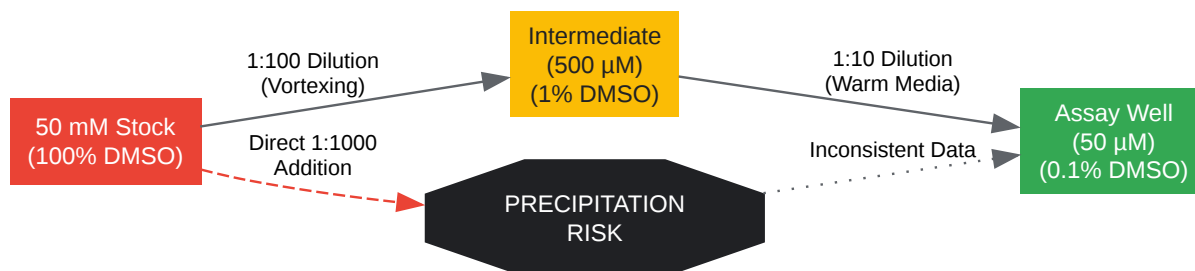 50 mM Stock
(100% DMSO)
1:100 Dilution
(Vortexing)
Intermediate
(500 µM)
(1% DMSO)
1:10 Dilution
(Warm Media)
Direct 1:1000
Addition
PRECIPITATION
RISK
Inconsistent Data
Assay Well
(50 µM)
(0.1% DMSO)